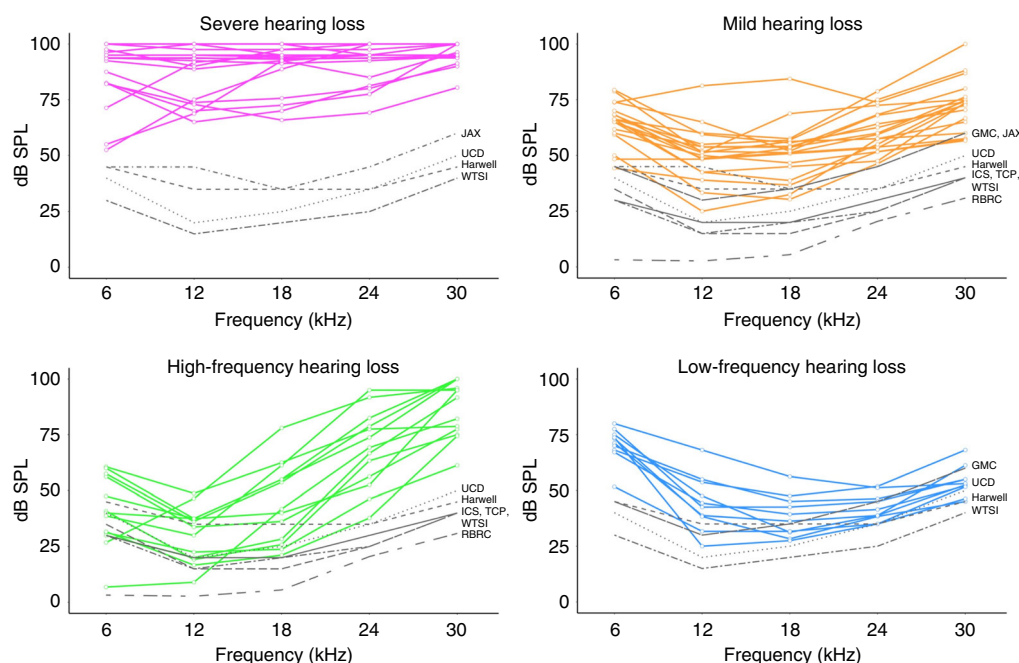 Severe hearing loss
100
75
50
25
0
dB SPL
JAX
UCD
Harwell
WTSI
6 12 18 24 30
Frequency (kHz)
Mild hearing loss
100
75
50
25
0
dB SPL
GMC, JAX
UCD
Harwell
ICS, TCP,
WTSI
RBRC
6 12 18 24 30
Frequency (kHz)
High-frequency hearing loss
100
75
50
25
0
dB SPL
UCD
Harwell
ICS, TCP,
WTSI
RBRC
6 12 18 24 30
Frequency (kHz)
Low-frequency hearing loss
100
75
50
25
0
dB SPL
GMC
UCD
Harwell
WTSI
6 12 18 24 30
Frequency (kHz)